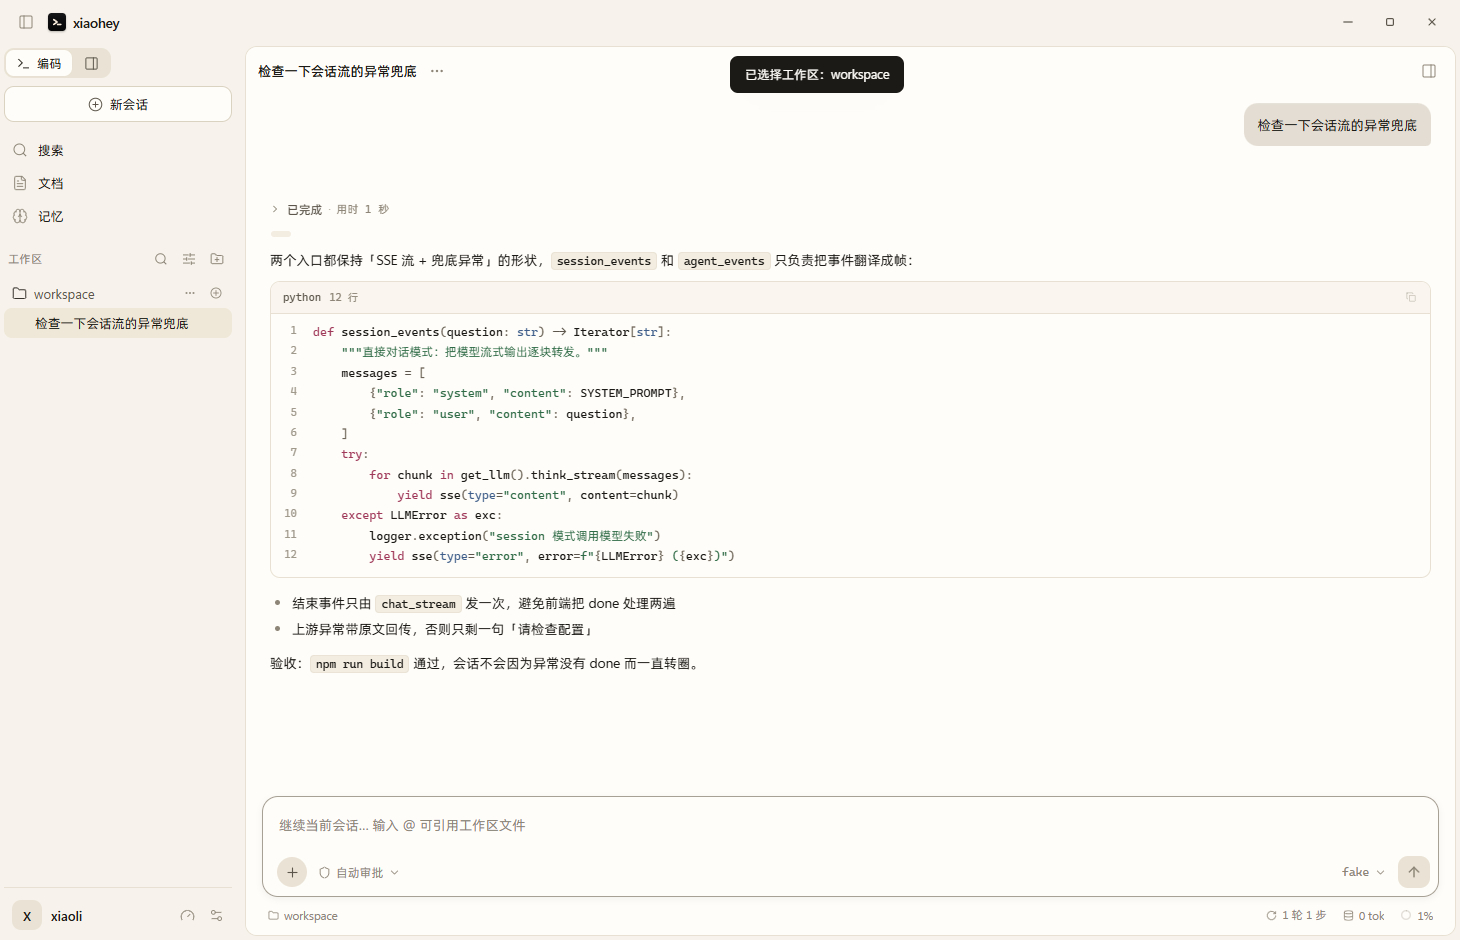 xiaohey
编码
新会话
搜索
文档
记忆
工作区
workspace
检查一下会话流的异常兜底
检查一下会话流的异常兜底
已选择工作区：workspace
检查一下会话流的异常兜底
已完成 · 用时 1 秒
两个入口都保持「SSE 流 + 兜底异常」的形状，session_events 和 agent_events 只负责把事件翻译成帧：
python 12 行
1 def session_events(question: str) -> Iterator[str]:
2     """直接对话模式：把模型流式输出逐块转发。"""
3     messages = [
4         {"role": "system", "content": SYSTEM_PROMPT},
5         {"role": "user", "content": question},
6     ]
7     try:
8         for chunk in get_llm().think_stream(messages):
9             yield sse(type="content", content=chunk)
10     except LLMError as exc:
11         logger.exception("session 模式调用模型失败")
12         yield sse(type="error", error=f"{LLMError} ({exc})")
结束事件只由 chat_stream 发一次，避免前端把 done 处理两遍
上游异常带原文回传，否则只剩一句「请检查配置」
验收：npm run build 通过，会话不会因为异常没有 done 而一直转圈。
继续当前会话... 输入 @ 可引用工作区文件
自动审批
fake
X xiaoli
workspace
1 轮 1 步
0 tok
1%